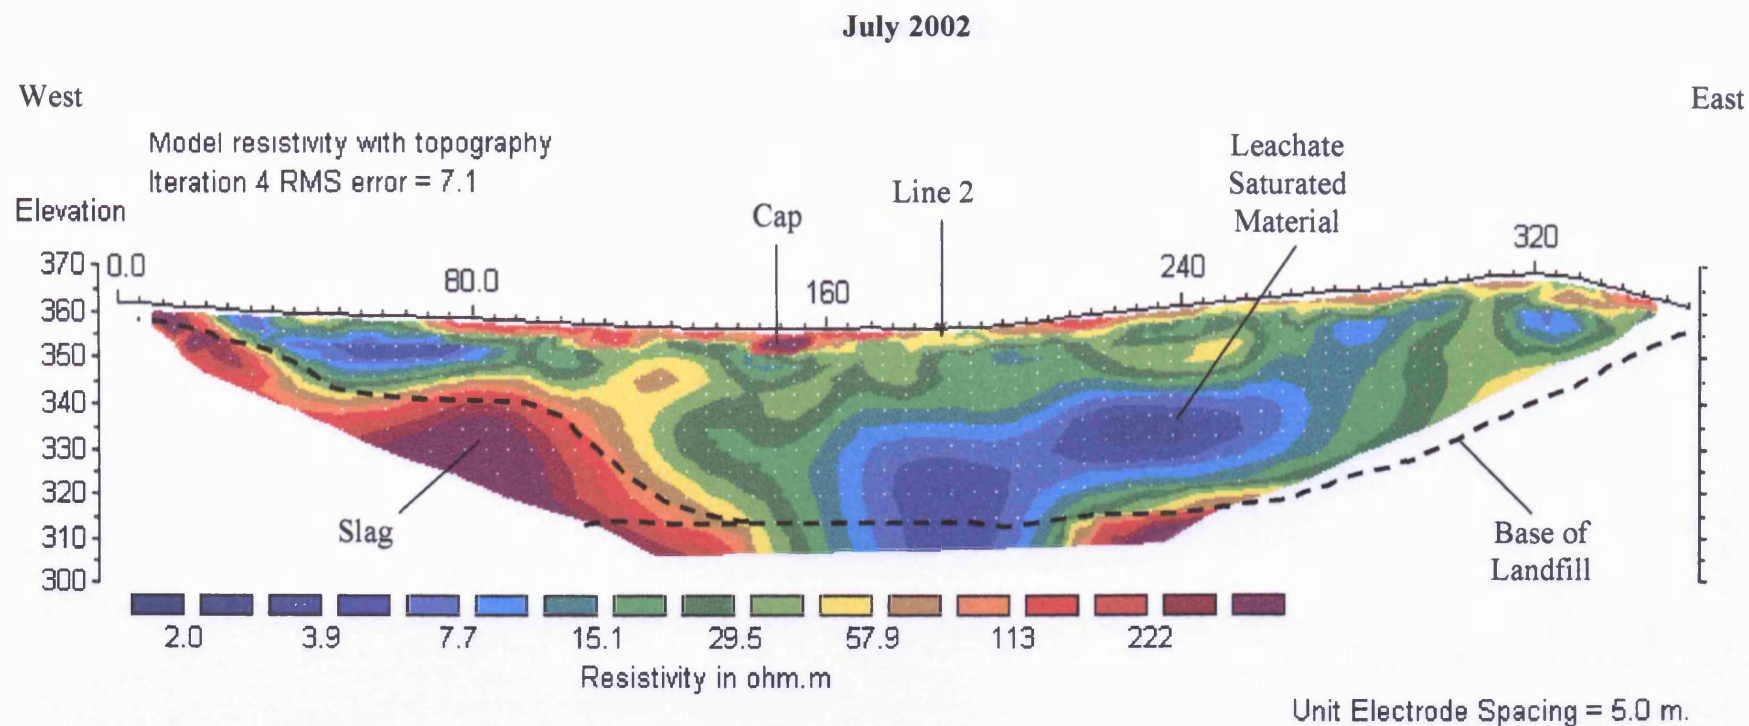 July 2002
West
East
Model resistivity with topography
Iteration 4 RMS error = 7.1
Elevation
Leachate
Saturated
Material
Line 2
Cap
370
0.0
80.0
160
240
320
360
350
340
330
320
310
300
Slag
Base of
Landfill
2.0 3.9 7.7 15.1 29.5 57.9 113 222
Resistivity in ohm.m
Unit Electrode Spacing = 5.0 m.